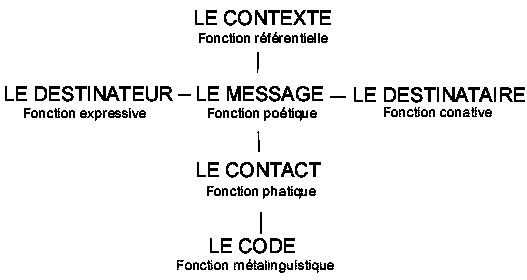 LE CONTEXTE
Fonction référentielle
LE DESTINATEUR – LE MESSAGE — LE DESTINATAIRE
Fonction expressive Fonction poétique Fonction conative
LE CONTACT
Fonction phatique
LE CODE
Fonction métalinguistique